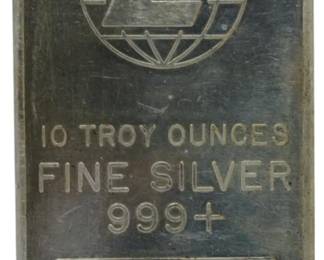 10 TROY OUNCES
FINE SILVER
999+